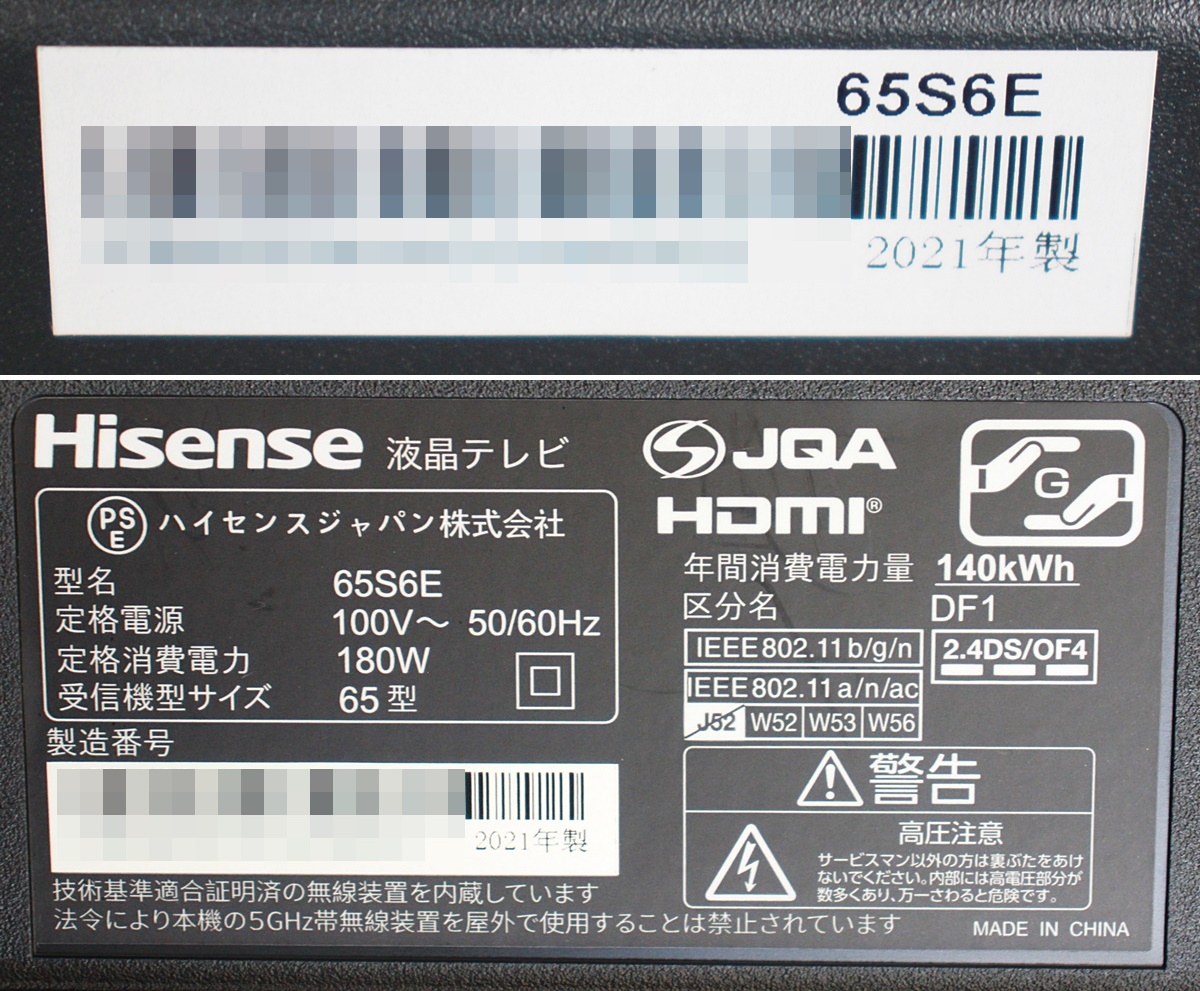 65S6E
2021年製
Hisense 液晶テレビ
PSE ハイセンスジャパン株式会社
型名 65S6E
定格電源 100V～ 50/60Hz
定格消費電力 180W
受信機型サイズ 65型
製造番号
2021年製
技術基準適合証明済の無線装置を内蔵しています
法令により本機の5GHz帯無線装置を屋外で使用することは禁止されています
JQA
HDMI®
G
年間消費電力量 140kWh
区分名 DF1
IEEE802.11b/g/n
2.4DS/OF4
IEEE802.11a/n/ac
J52 W52 W53 W56
警告
高圧注意
サービスマン以外の方は裏ぶたをあけ
ないでください。内部には高電圧部分が
数多くあり、万一さわると危険です。
MADE IN CHINA